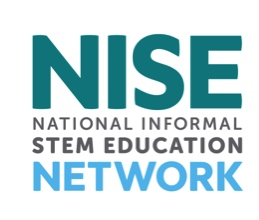 NISE
NATIONAL INFORMAL
STEM EDUCATION
NETWORK